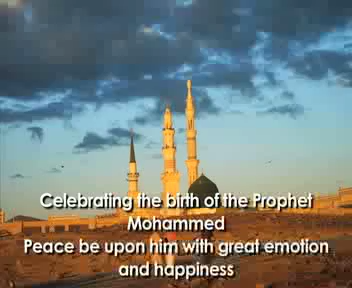 Celebrating the birth of the Prophet
Mohammed
Peace be upon him with great emotion
and happiness